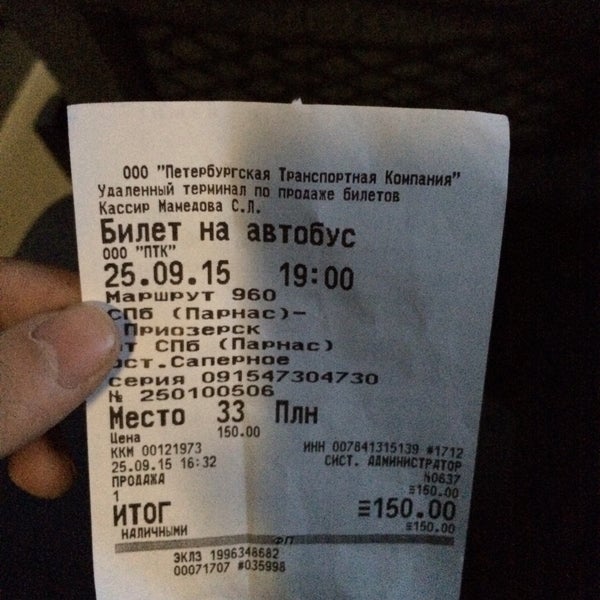 ООО "Петербургская Транспортная Компания"
Удаленный терминал по продаже билетов
Кассир Мамедова С.Л.
Билет на автобус
ООО "ПТК"
25.09.15 19:00
Маршрут 960
СПб (Парнас)-
Приозерск
СПб (Парнас)
ост.Саперное
серия 091547304730
№ 250100506
Место 33 Плн
Цена 150.00
ККМ 00121973 ИНН 007841315139 #1712
25.09.15 16:32 СИСТ. АДМИНИСТРАТОР
ПРОДАЖА №0637
1 ≡150.00
ИТОГ ≡150.00
НАЛИЧНЫМИ ≡150.00
ФП
ЭКЛЗ 1996348682
00071707 #035998